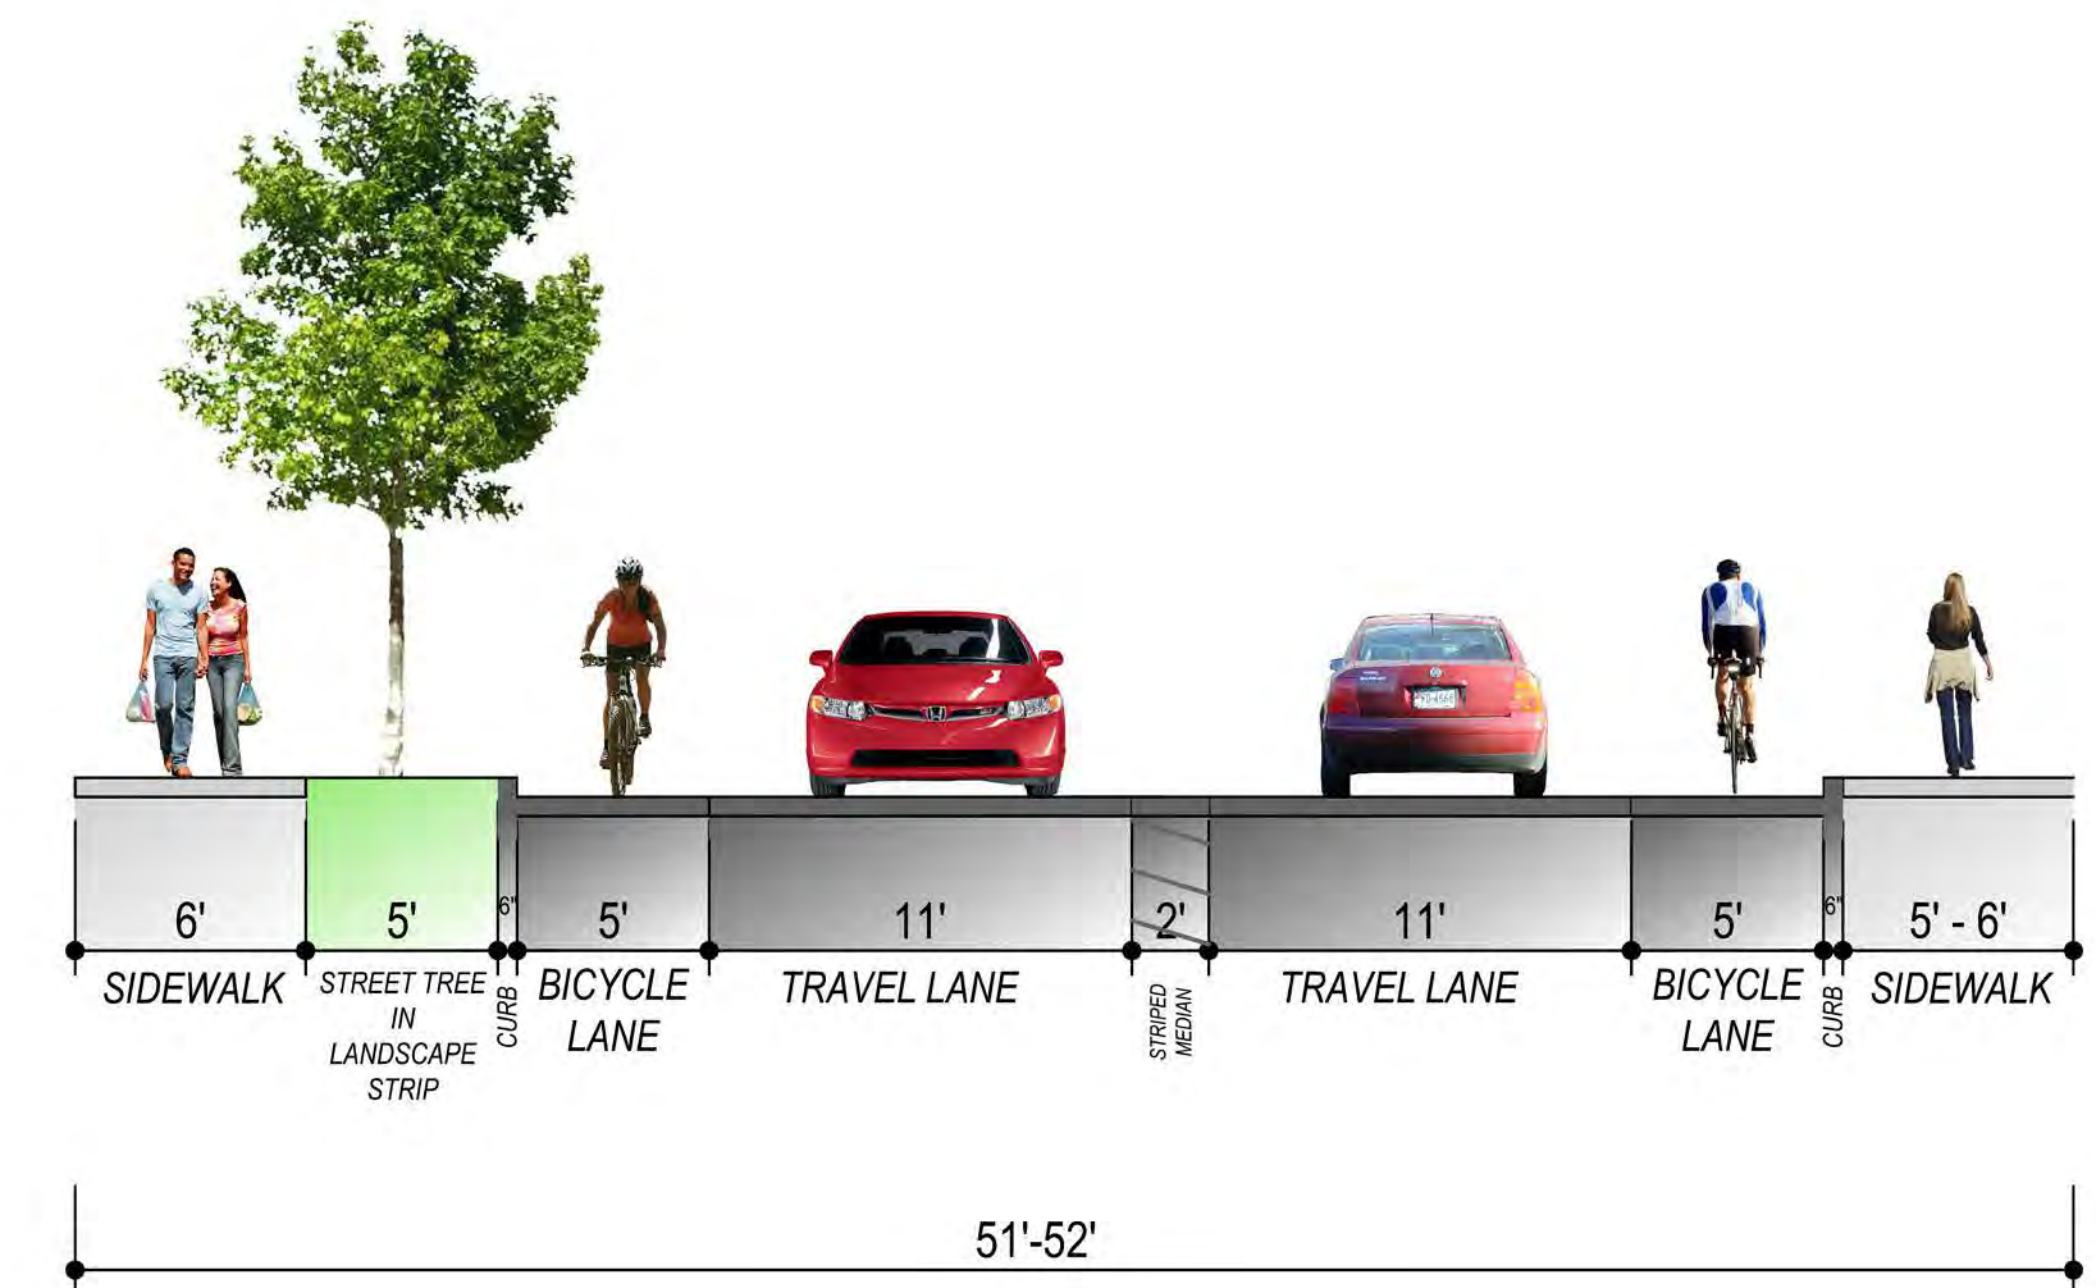 6'
5'
6"
5'
11'
2'
11'
5'
6"
5' - 6'
SIDEWALK
STREET TREE
IN
LANDSCAPE
STRIP
CURB
BICYCLE
LANE
TRAVEL LANE
STRIPED
MEDIAN
TRAVEL LANE
BICYCLE
LANE
CURB
SIDEWALK
51'-52'